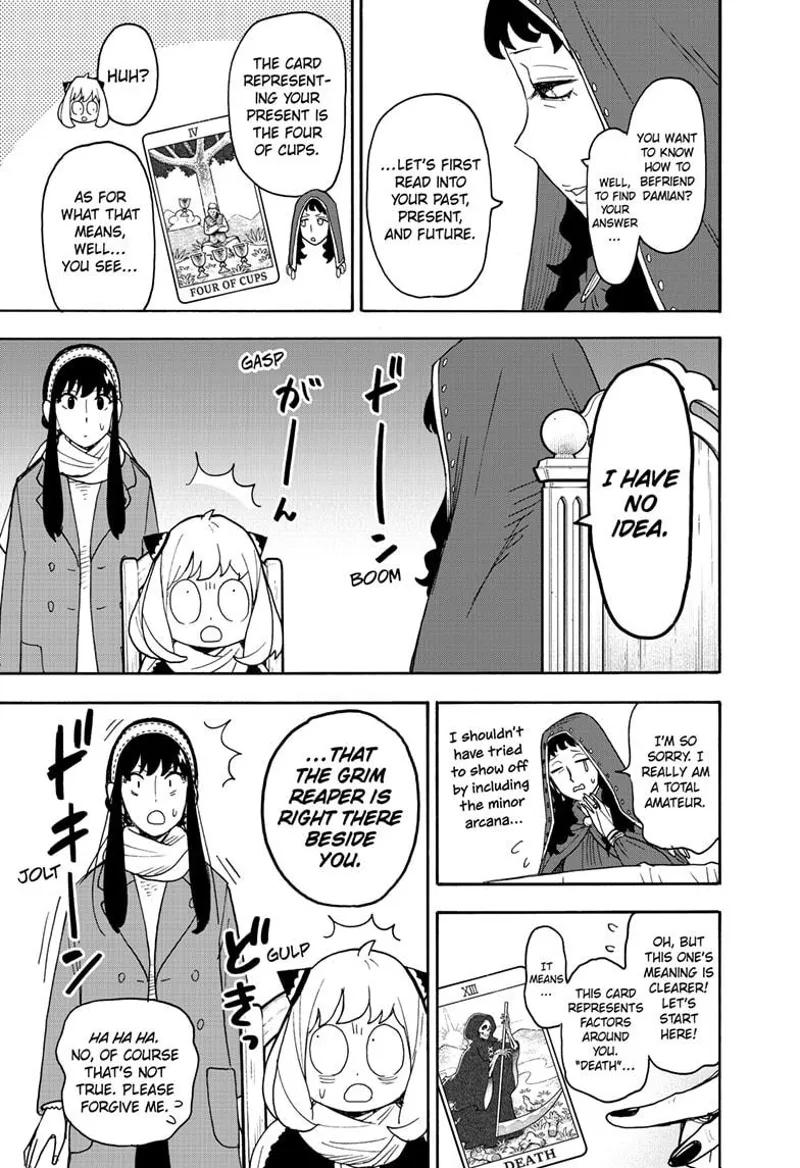 YOU WANT
TO KNOW
HOW TO
BEFRIEND
DAMIAN?
WELL,
TO FIND
YOUR
ANSWER
...
...LET'S FIRST
READ INTO
YOUR PAST,
PRESENT,
AND FUTURE.
THE CARD
REPRESENT-
ING YOUR
PRESENT IS
THE FOUR
OF CUPS.
HUH?
IV
FOUR OF CUPS
AS FOR
WHAT THAT
MEANS,
WELL...
YOU SEE...
I HAVE
NO
IDEA.
ドーン
BOOM
がーん
GASP
I'M SO
SORRY. I
REALLY AM
A TOTAL
AMATEUR.
I shouldn't
have tried
to show off
by including
the minor
arcana...
OH, BUT
THIS ONE'S
MEANING IS
CLEARER!
LET'S
START
HERE!
THIS CARD
REPRESENTS
FACTORS
AROUND
YOU.
"DEATH"...
IT
MEANS
...
XIII
DEATH
...THAT
THE GRIM
REAPER IS
RIGHT THERE
BESIDE
YOU.
どきっ
GULP
ドキーン
JOLT
HA HA HA.
NO, OF COURSE
THAT'S NOT
TRUE. PLEASE
FORGIVE ME.